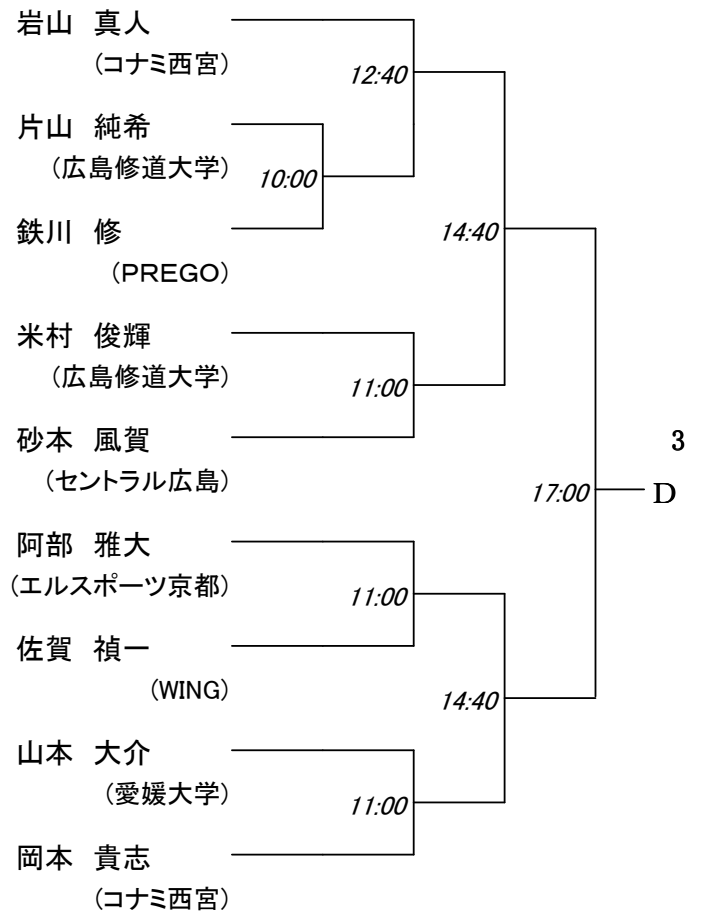 岩山 真人
(コナミ西宮)
12:40
片山 純希
(広島修道大学)
10:00
鉄川 修
(PREGO)
14:40
米村 俊輝
(広島修道大学)
11:00
砂本 風賀
(セントラル広島)
3
17:00
D
阿部 雅大
(エルスポーツ京都)
11:00
佐賀 禎一
(WING)
14:40
山本 大介
(愛媛大学)
11:00
岡本 貴志
(コナミ西宮)